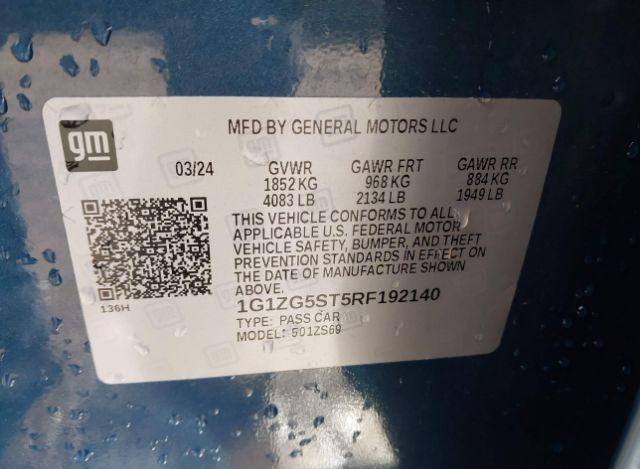 gm
MFD BY GENERAL MOTORS LLC
03/24 GVWR GAWR FRT GAWR RR
1852 KG 968 KG 884 KG
4083 LB 2134 LB 1949 LB
THIS VEHICLE CONFORMS TO ALL
APPLICABLE U.S. FEDERAL MOTOR
VEHICLE SAFETY, BUMPER, AND THEFT
PREVENTION STANDARDS IN EFFECT ON
THE DATE OF MANUFACTURE SHOWN
ABOVE.
136H
1G1ZG5ST5RF192140
TYPE: PASS CAR
MODEL: 501ZS69